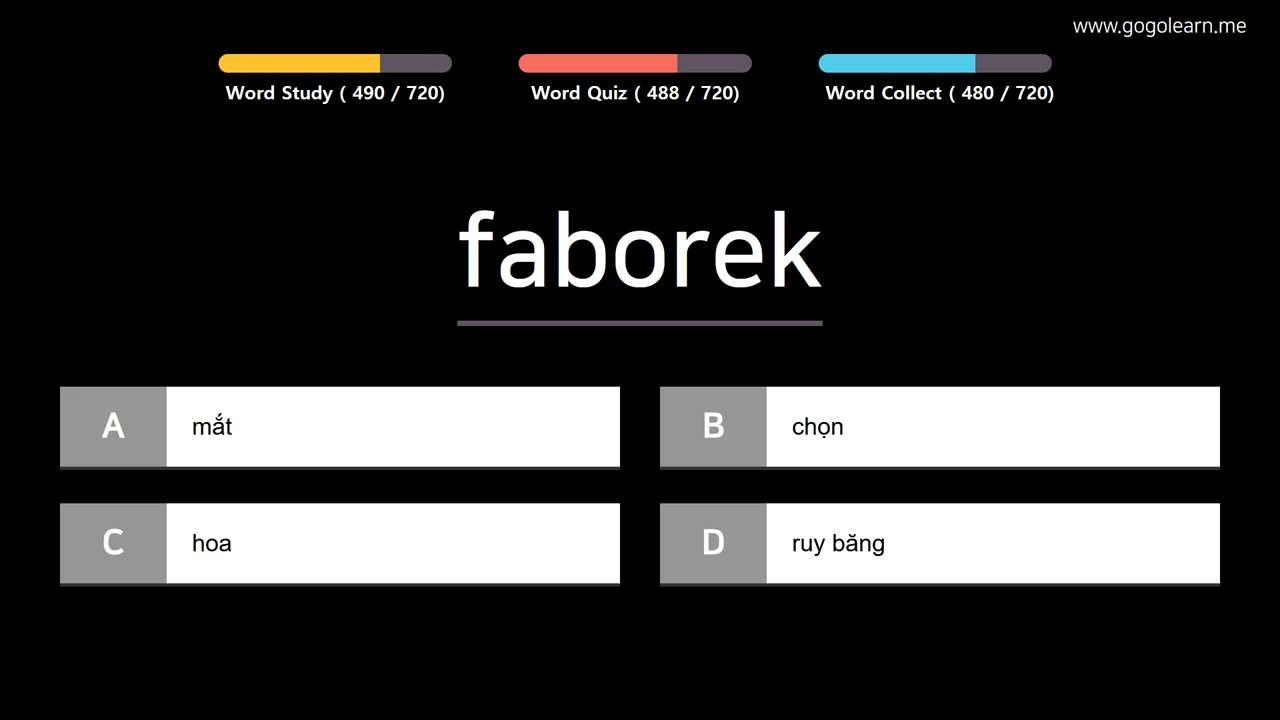 www.gogolearn.me
Word Study ( 490 / 720)
Word Quiz ( 488 / 720)
Word Collect ( 480 / 720)
faborek
A mắt
B chọn
C hoa
D ruy băng